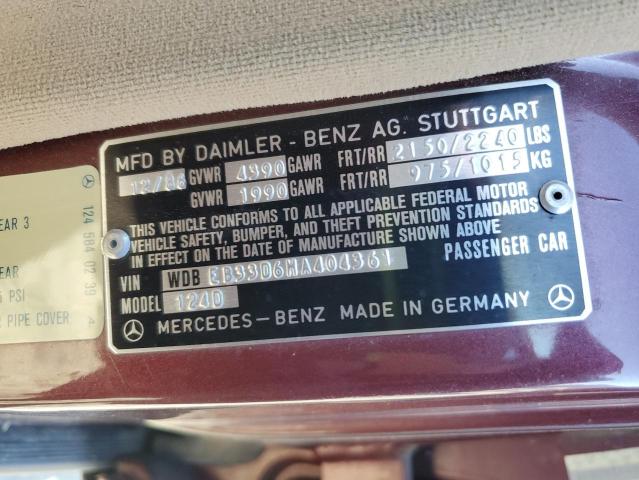 MFD BY DAIMLER - BENZ AG. STUTTGART
12/86 GVWR 4390 GAWR FRT/RR 2150/2240 LBS
GVWR 1990 GAWR FRT/RR 975/1015 KG
THIS VEHICLE CONFORMS TO ALL APPLICABLE FEDERAL MOTOR
VEHICLE SAFETY, BUMPER, AND THEFT PREVENTION STANDARDS
IN EFFECT ON THE DATE OF MANUFACTURE SHOWN ABOVE
VIN WDB EB33D6HA404361 PASSENGER CAR
MODEL 124D
MERCEDES-BENZ MADE IN GERMANY
EAR 3
EAR
PSI
PIPE COVER
124 584 02 39
4